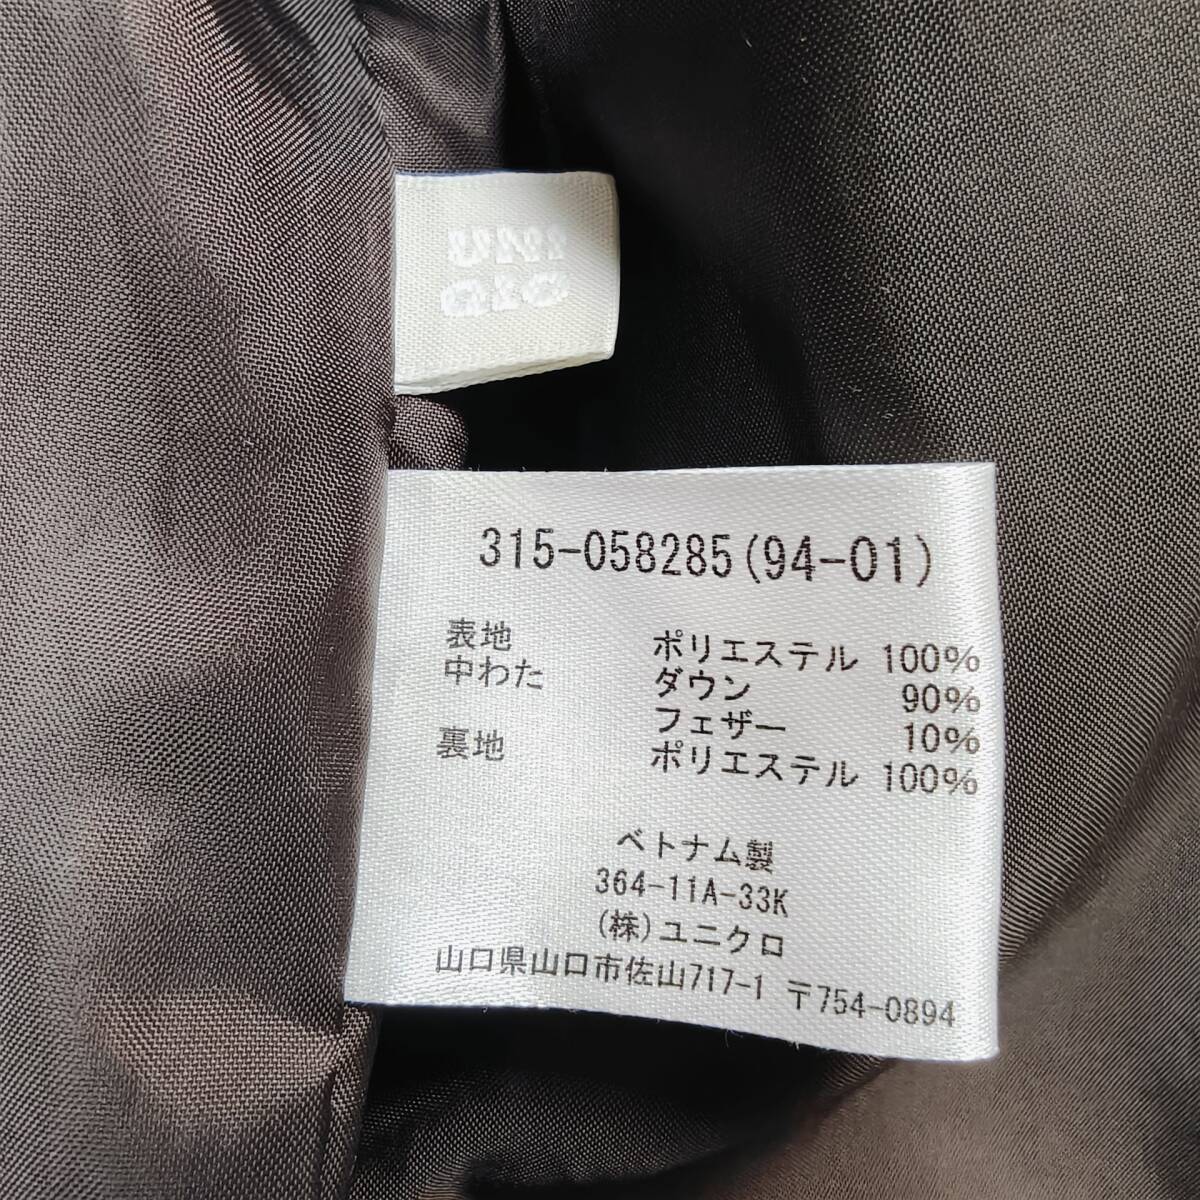 UNI
QLO
315-058285(94-01)
表地 ポリエステル 100%
中わた ダウン 90%
フェザー 10%
裏地 ポリエステル 100%
ベトナム製
364-11A-33K
(株)ユニクロ
山口県山口市佐山717-1 〒754-0894